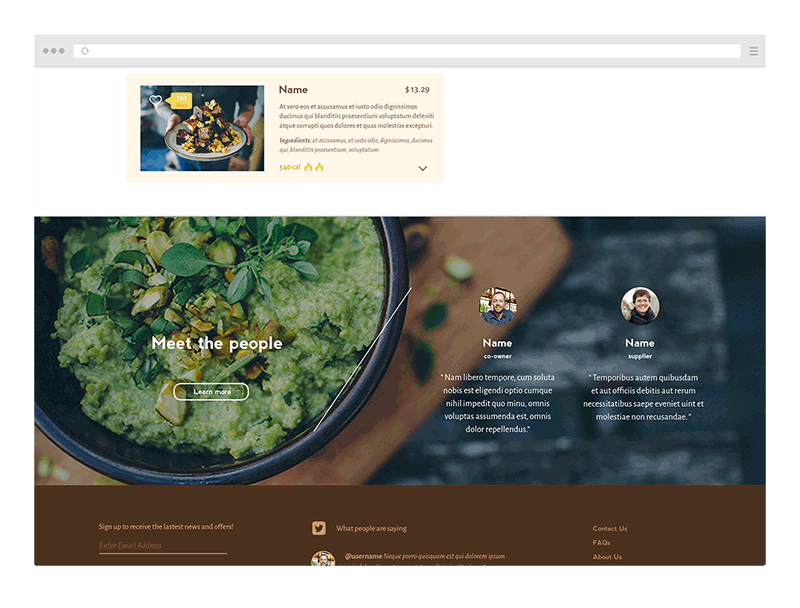 Name
$ 13.29
At vero eos et accusamus et iusto odio dignissimos
ducimus qui blanditiis praesentium voluptatum deleniti
atque corrupti quos dolores et quas molestias excepturi.
Ingredients: et accusamus, et iusto odio, dignissimos, ducimus
qui, blanditiis praesentium, voluptatum
540 cal
120
Meet the people
Learn more
Name
co-owner
" Nam libero tempore, cum soluta
nobis est eligendi optio cumque
nihil impedit quo minu, omnis
voluptas assumenda est, omnis
dolor repellendus."
Name
supplier
" Temporibus autem quibusdam
et aut officiis debitis aut rerum
necessitatibus saepe eveniet uint et
molestiae non recusandae. "
Sign up to receive the lastest news and offers!
Enter Email Address
What people are saying
@username Neque porro quisquam est qui dolorem ipsum
Contact Us
FAQs
About Us